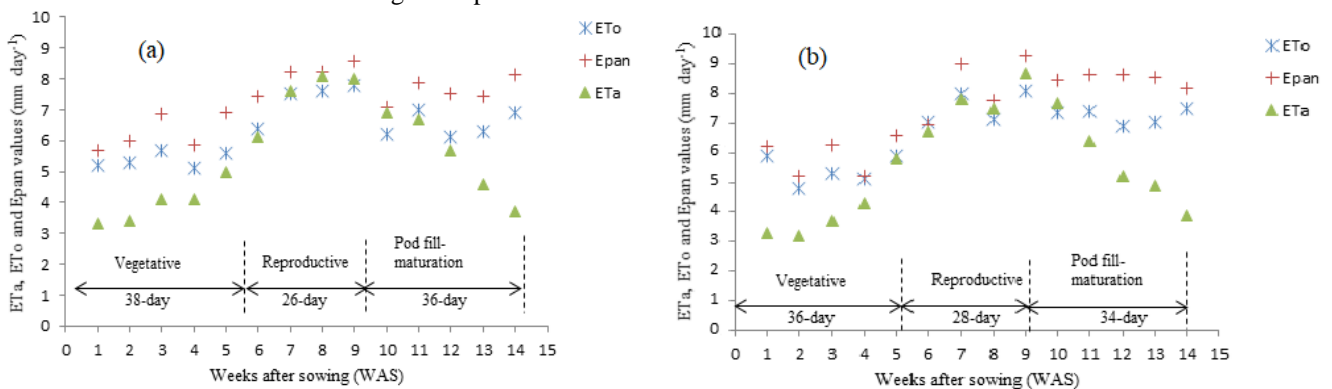 ETa, ETo and Epan values (mm day-1)
10
9
8
7
6
5
4
3
2
1
0
(a)
ETo
Epan
ETa
Vegetative
Reproductive
Pod fill-
maturation
38-day
26-day
36-day
0 1 2 3 4 5 6 7 8 9 10 11 12 13 14 15
Weeks after sowing (WAS)
ETa, ETo and Epan values (mm day-1)
10
9
8
7
6
5
4
3
2
1
0
(b)
ETo
Epan
ETa
Vegetative
Reproductive
Pod fill-
maturation
36-day
28-day
34-day
0 1 2 3 4 5 6 7 8 9 10 11 12 13 14 15
Weeks after sowing (WAS)